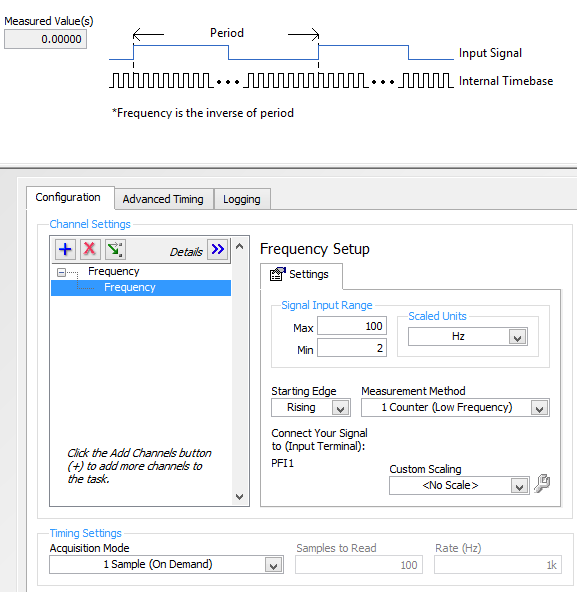 Measured Value(s)
0.00000
Period
Input Signal
Internal Timebase
*Frequency is the inverse of period
Configuration
Advanced Timing
Logging
Channel Settings
Details
Frequency
Frequency
Click the Add Channels button
(+) to add more channels to
the task.
Frequency Setup
Settings
Signal Input Range
Max 100
Min 2
Scaled Units
Hz
Starting Edge
Rising
Measurement Method
1 Counter (Low Frequency)
Connect Your Signal
to (Input Terminal):
PFI1
Custom Scaling
<No Scale>
Timing Settings
Acquisition Mode
1 Sample (On Demand)
Samples to Read
100
Rate (Hz)
1k